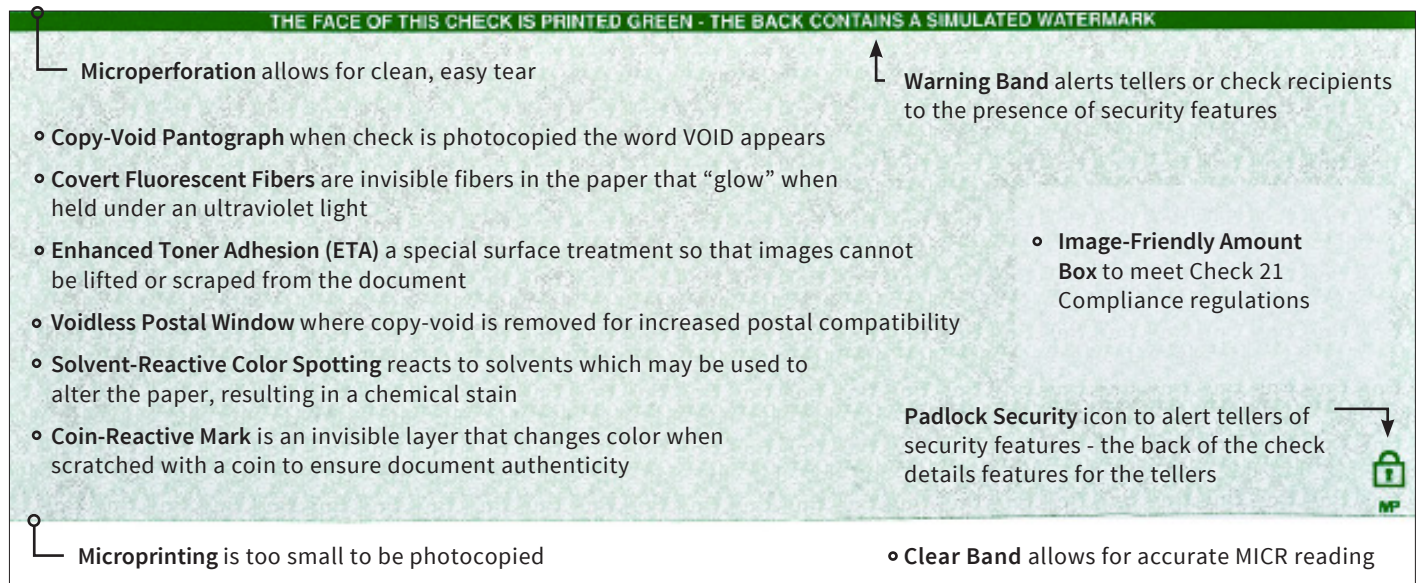 THE FACE OF THIS CHECK IS PRINTED GREEN - THE BACK CONTAINS A SIMULATED WATERMARK
Microperforation allows for clean, easy tear
Warning Band alerts tellers or check recipients
to the presence of security features
Copy-Void Pantograph when check is photocopied the word VOID appears
Covert Fluorescent Fibers are invisible fibers in the paper that “glow” when
held under an ultraviolet light
Enhanced Toner Adhesion (ETA) a special surface treatment so that images cannot
be lifted or scraped from the document
Image-Friendly Amount
Box to meet Check 21
Compliance regulations
Voidless Postal Window where copy-void is removed for increased postal compatibility
Solvent-Reactive Color Spotting reacts to solvents which may be used to
alter the paper, resulting in a chemical stain
Coin-Reactive Mark is an invisible layer that changes color when
scratched with a coin to ensure document authenticity
Padlock Security icon to alert tellers of
security features - the back of the check
details features for the tellers
MP
Microprinting is too small to be photocopied
Clear Band allows for accurate MICR reading